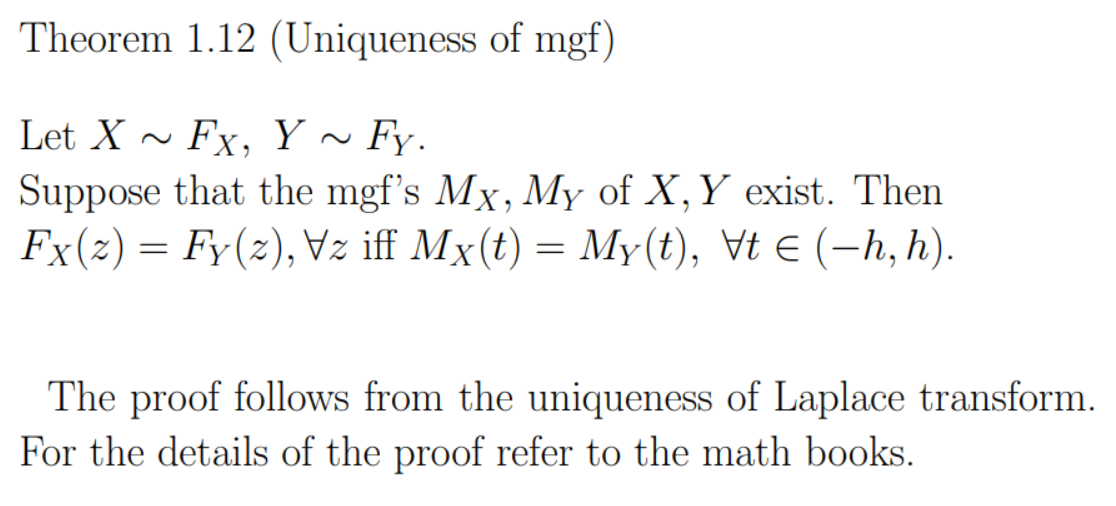 Theorem 1.12 (Uniqueness of mgf)
Let X ∼ F_X, Y ∼ F_Y.
Suppose that the mgf's M_X, M_Y of X, Y exist. Then
F_X(z) = F_Y(z), ∀z iff M_X(t) = M_Y(t), ∀t ∈ (−h, h).
The proof follows from the uniqueness of Laplace transform.
For the details of the proof refer to the math books.